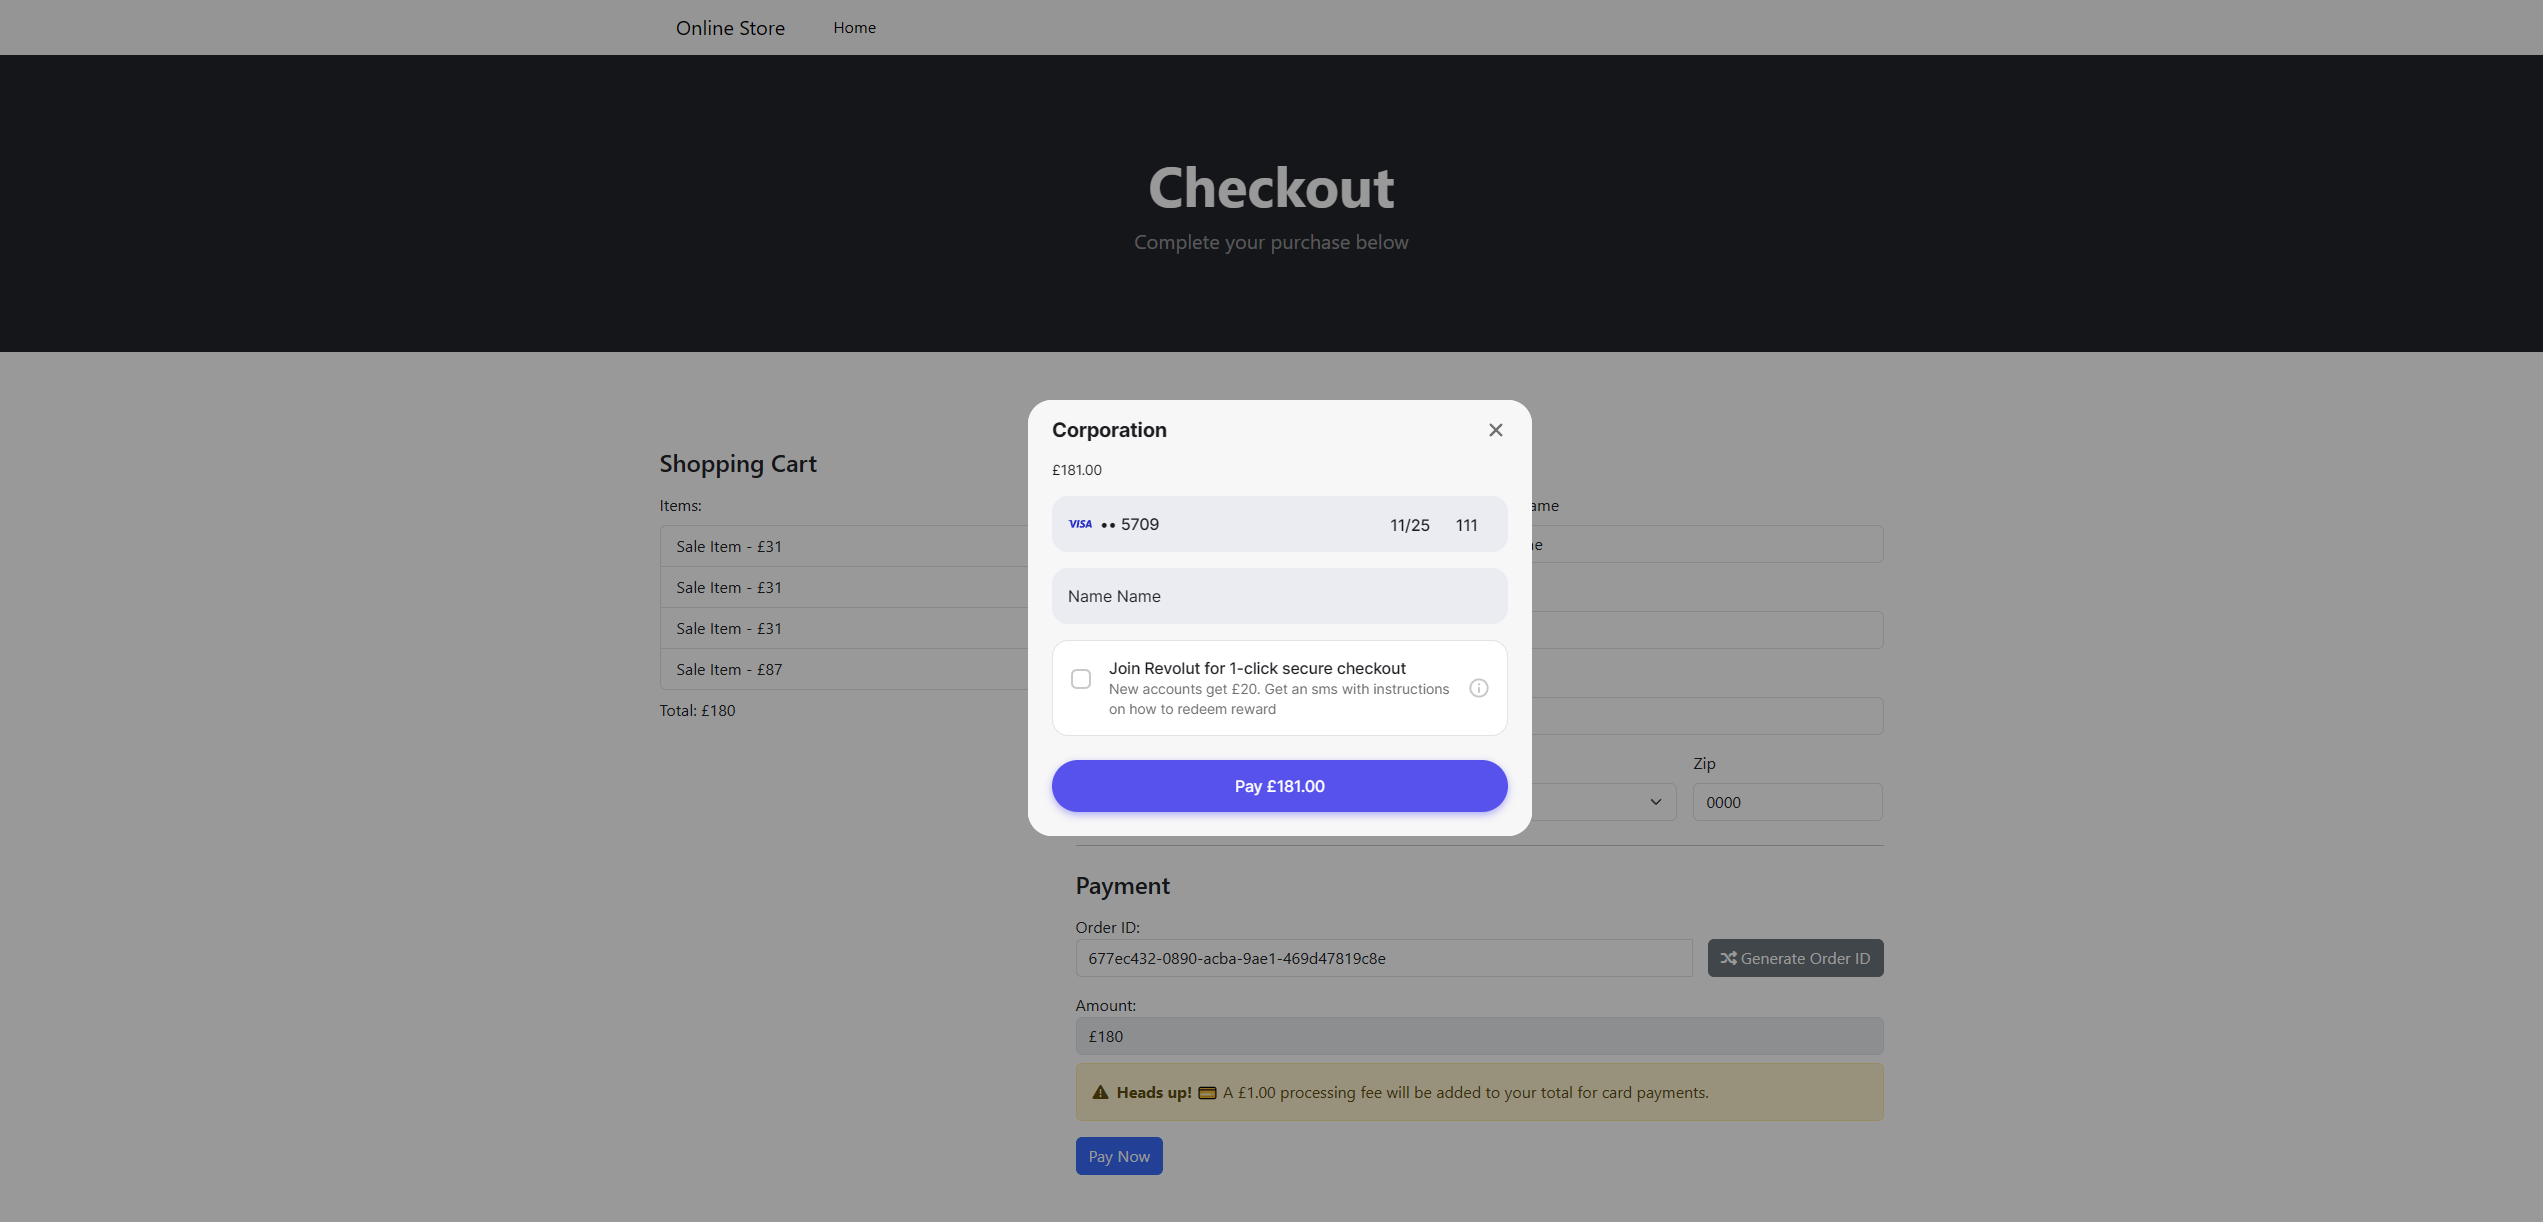 Online Store
Home
Checkout
Complete your purchase below
Shopping Cart
Items:
Sale Item - £31
Sale Item - £31
Sale Item - £31
Sale Item - £87
Total: £180
Corporation
£181.00
VISA •• 5709 11/25 111
Name Name
Join Revolut for 1-click secure checkout
New accounts get £20. Get an sms with instructions
on how to redeem reward
Pay £181.00
Zip
0000
Payment
Order ID:
677ec432-0890-acba-9ae1-469d47819c8e
Generate Order ID
Amount:
£180
Heads up! A £1.00 processing fee will be added to your total for card payments.
Pay Now